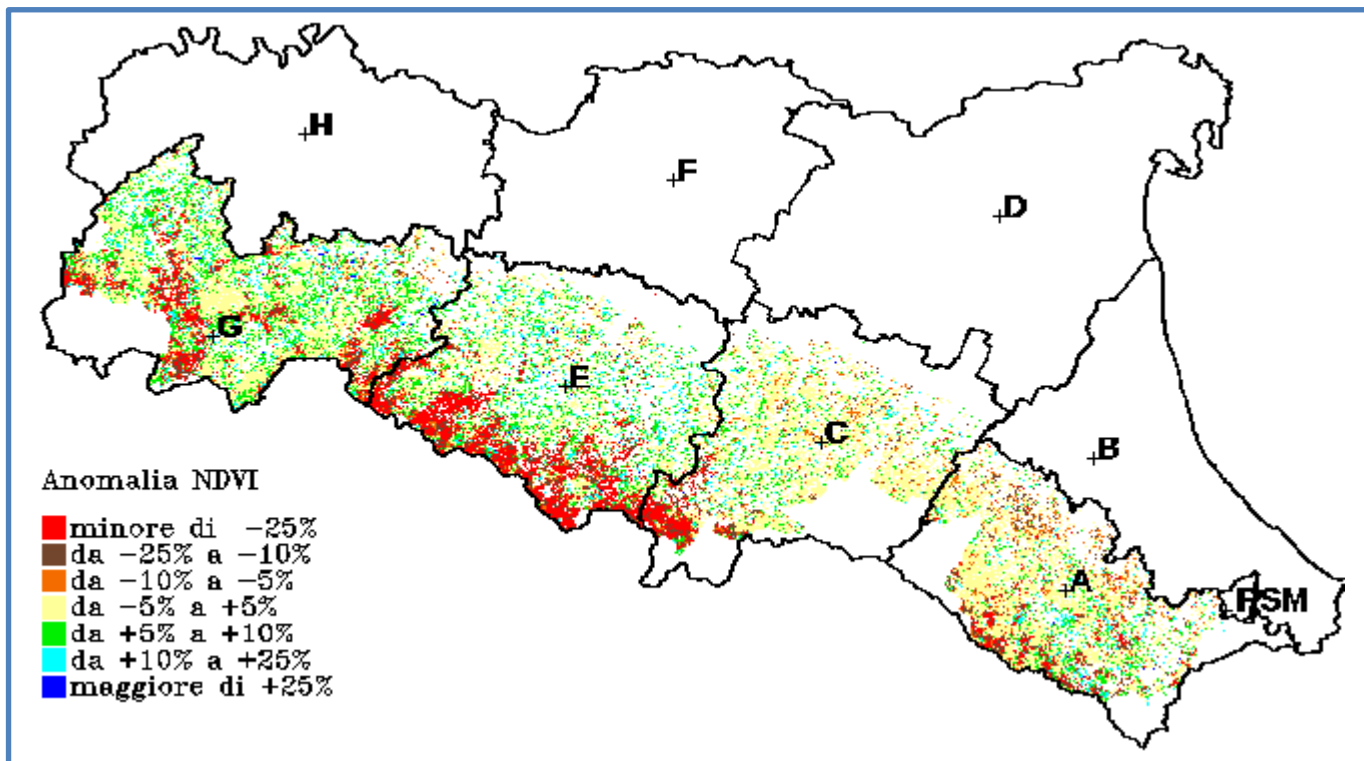 H
F
D
G
E
C
B
A
RSM
Anomalia NDVI
minore di -25%
da -25% a -10%
da -10% a -5%
da -5% a +5%
da +5% a +10%
da +10% a +25%
maggiore di +25%